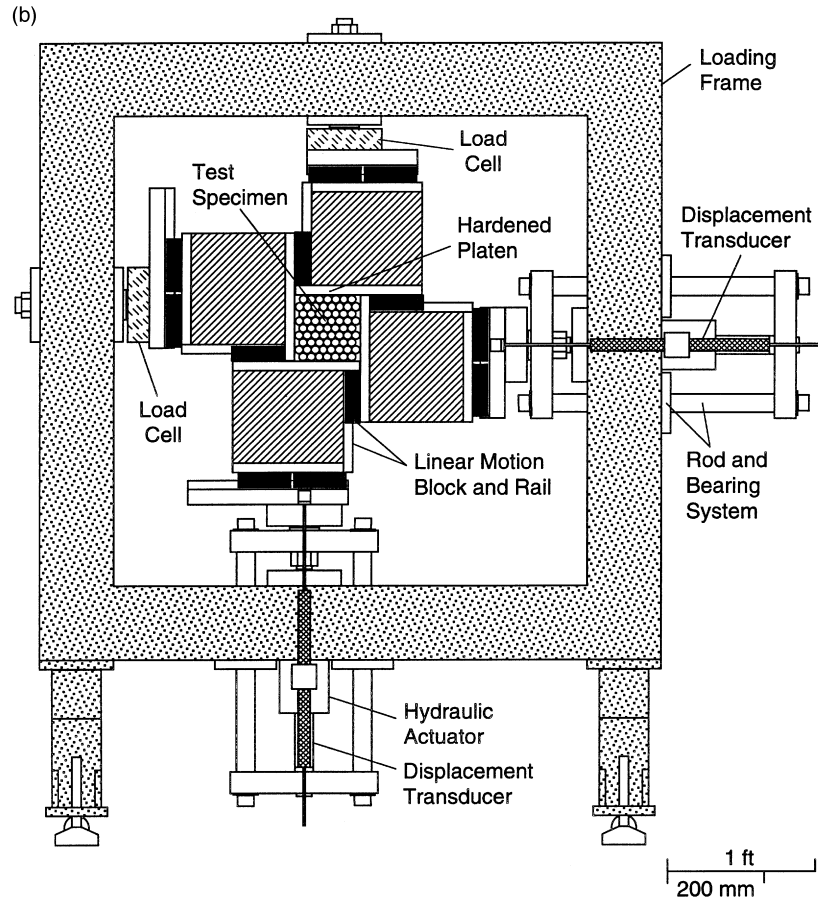 (b)
Loading
Frame
Load
Cell
Test
Specimen
Displacement
Transducer
Hardened
Platen
Load
Cell
Linear Motion
Block and Rail
Rod and
Bearing
System
Hydraulic
Actuator
Displacement
Transducer
1 ft
200 mm